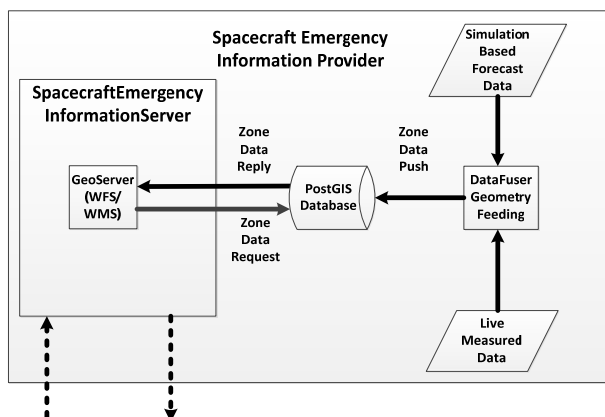 Spacecraft Emergency
Information Provider
Simulation
Based
Forecast
Data
SpacecraftEmergency
InformationServer
Zone
Data
Reply
Zone
Data
Push
GeoServer
(WFS/
WMS)
PostGIS
Database
DataFuser
Geometry
Feeding
Zone
Data
Request
Live
Measured
Data